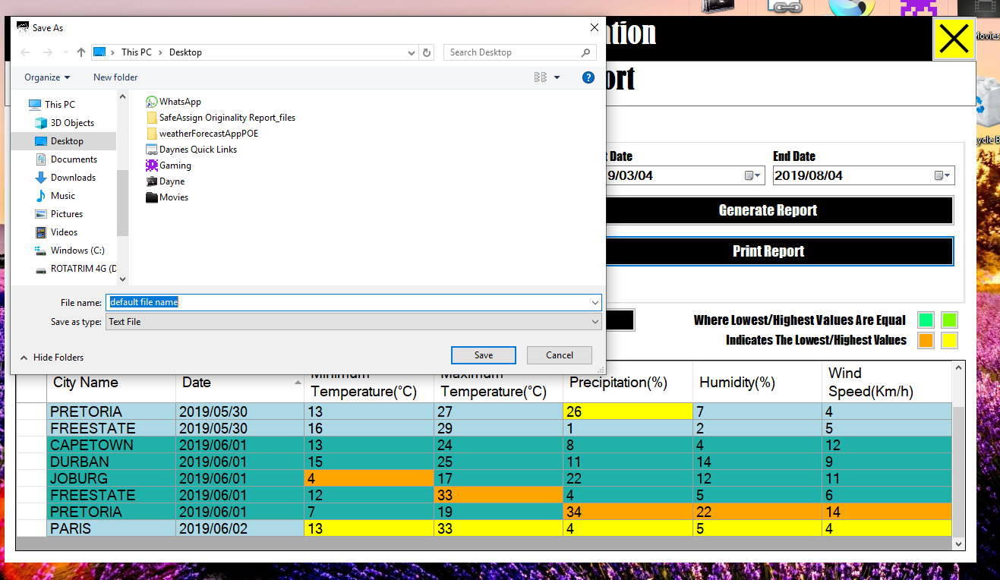 Save As
ation
Movies
This PC › Desktop
Search Desktop
Organize
New folder
?
ort
This PC
3D Objects
Desktop
Documents
Downloads
Music
Pictures
Videos
Windows (C:)
ROTATRIM 4G (D
WhatsApp
SafeAssign Originality Report_files
weatherForecastAppPOE
Daynes Quick Links
Gaming
Dayne
Movies
t Date
End Date
9/03/04
2019/08/04
Generate Report
Print Report
File name: default file name
Save as type: Text File
Hide Folders
Save
Cancel
Where Lowest/Highest Values Are Equal
Indicates The Lowest/Highest Values
City Name
Date
Minimum
Temperature(°C)
Maximum
Temperature(°C)
Precipitation(%)
Humidity(%)
Wind
Speed(Km/h)
PRETORIA 2019/05/30 13 27 26 7 4
FREESTATE 2019/05/30 16 29 1 2 5
CAPETOWN 2019/06/01 13 24 8 4 12
DURBAN 2019/06/01 15 25 11 14 9
JOBURG 2019/06/01 4 17 22 12 11
FREESTATE 2019/06/01 12 33 4 5 6
PRETORIA 2019/06/01 7 19 34 22 14
PARIS 2019/06/02 13 33 4 5 4